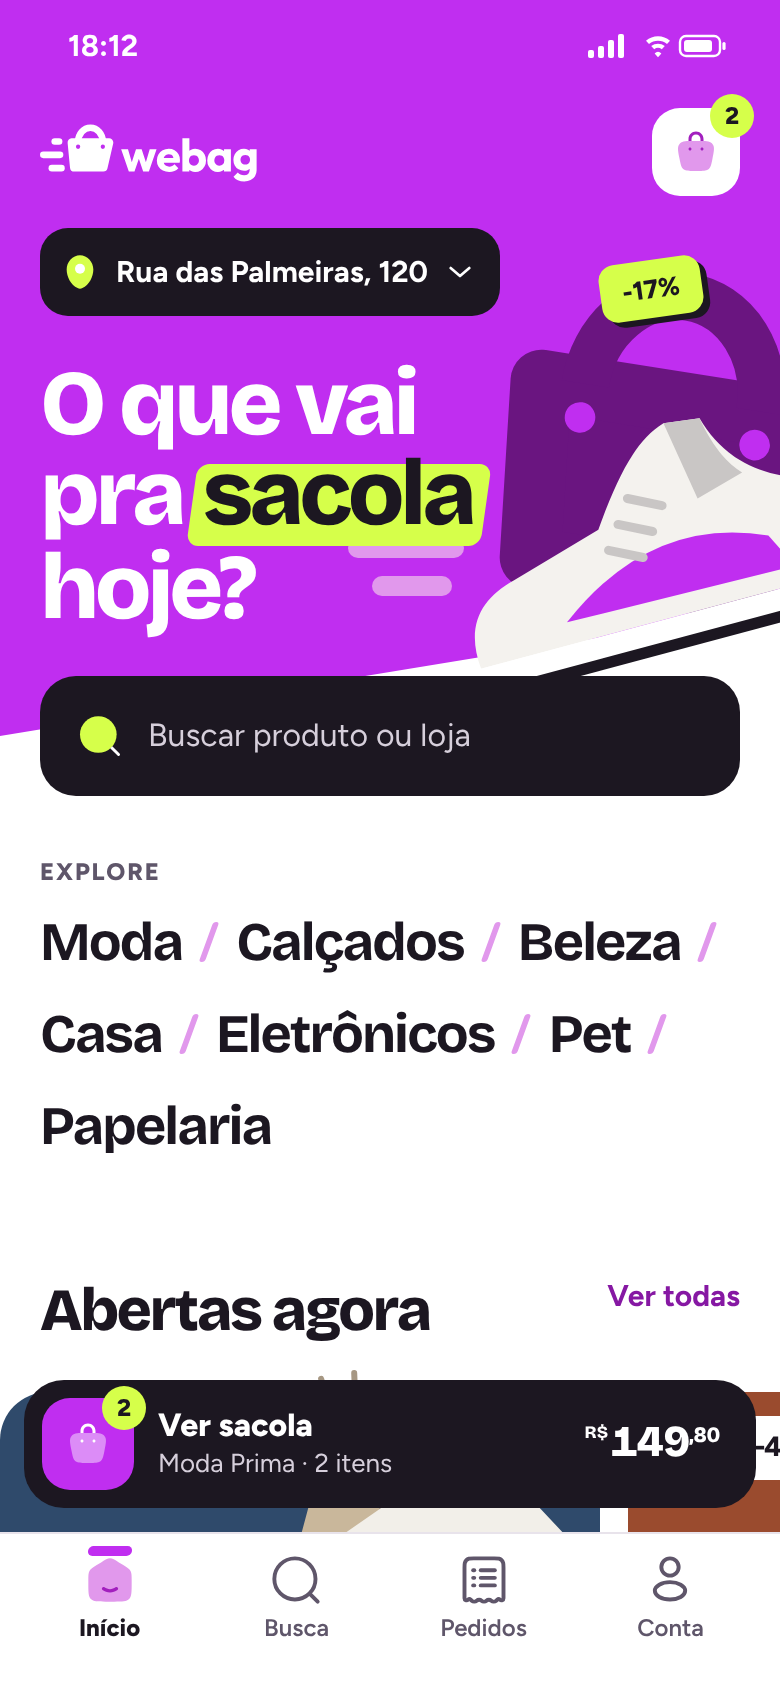 18:12
webag
2
Rua das Palmeiras, 120
-17%
O que vai
pra sacola
hoje?
Buscar produto ou loja
EXPLORE
Moda / Calçados / Beleza /
Casa / Eletrônicos / Pet /
Papelaria
Abertas agora
Ver todas
2
Ver sacola
Moda Prima · 2 itens
R$149,80
Início
Busca
Pedidos
Conta